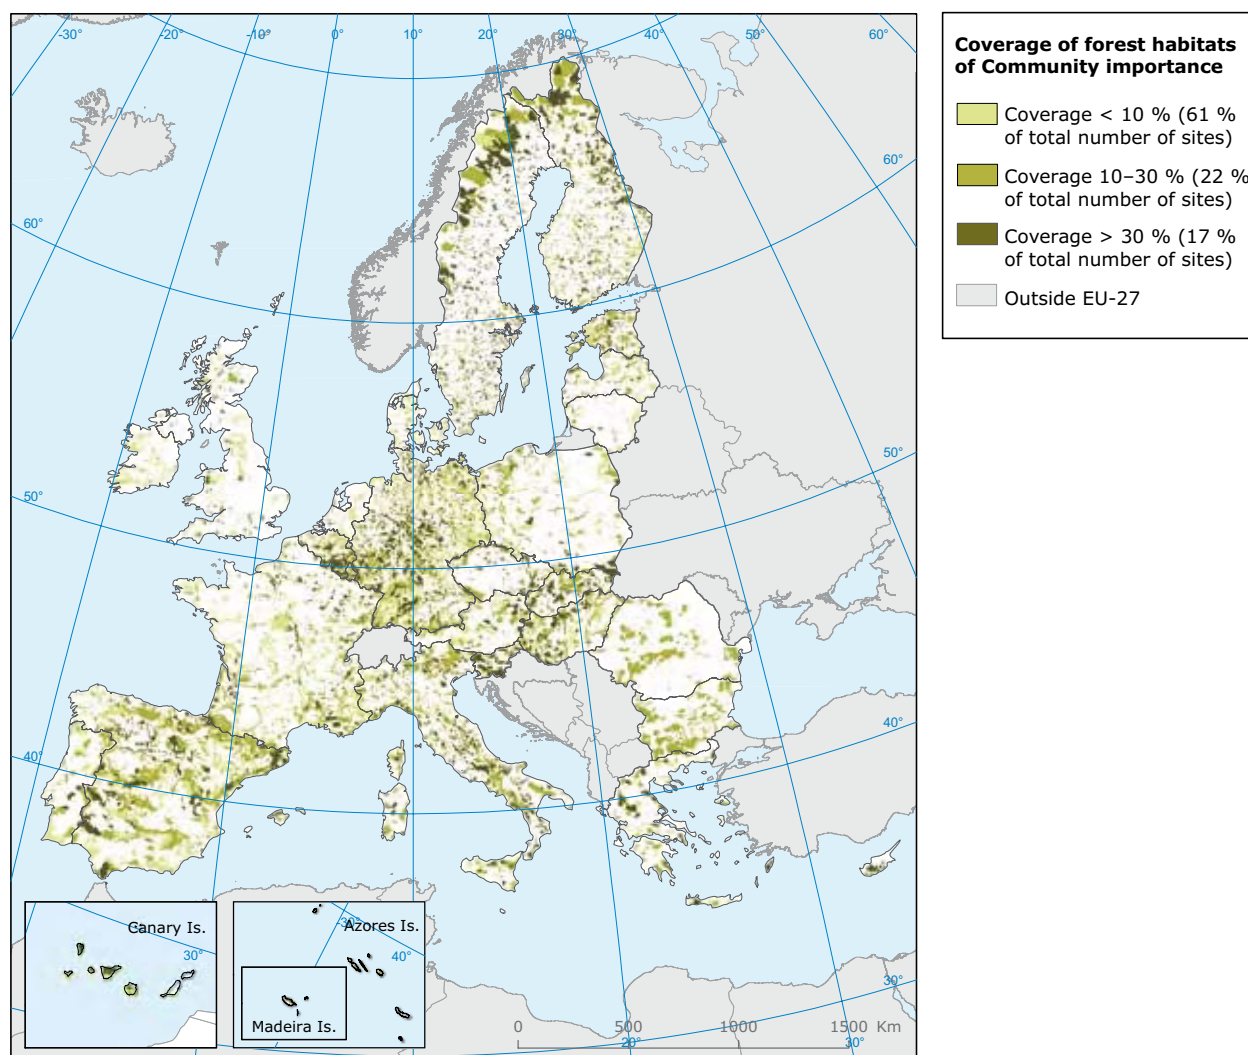 -30°
-20°
-10°
0°
10°
20°
30°
40°
50°
60°
60°
60°
50°
50°
40°
40°
30°
20°
30°
Canary Is.
30°
Azores Is.
-30°
40°
Madeira Is.
0
500
1000
1500 Km
Coverage of forest habitats
of Community importance
Coverage < 10 % (61 %
of total number of sites)
Coverage 10–30 % (22 %
of total number of sites)
Coverage > 30 % (17 %
of total number of sites)
Outside EU-27